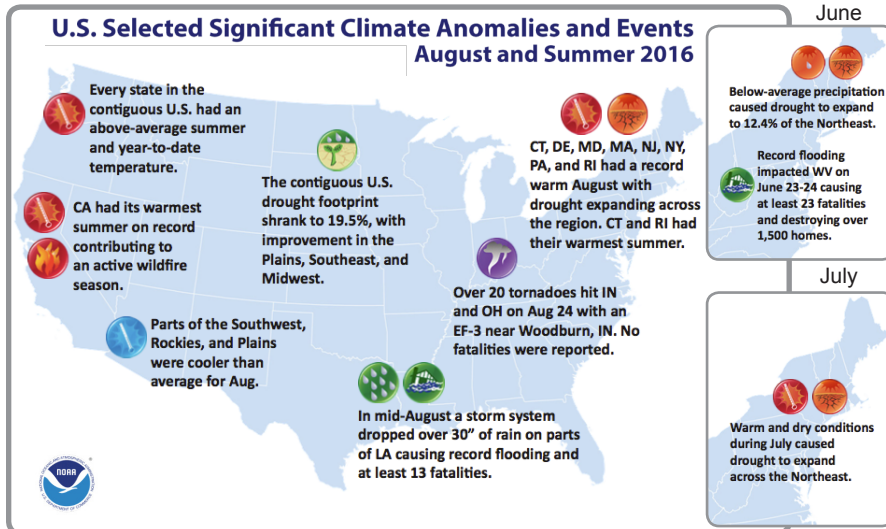 U.S. Selected Significant Climate Anomalies and Events
August and Summer 2016
Every state in the
contiguous U.S. had an
above-average summer
and year-to-date
temperature.
CA had its warmest
summer on record
contributing to
an active wildfire
season.
Parts of the Southwest,
Rockies, and Plains
were cooler than
average for Aug.
The contiguous U.S.
drought footprint
shrank to 19.5%, with
improvement in the
Plains, Southeast, and
Midwest.
CT, DE, MD, MA, NJ, NY,
PA, and RI had a record
warm August with
drought expanding across
the region. CT and RI had
their warmest summer.
Over 20 tornadoes hit IN
and OH on Aug 24 with an
EF-3 near Woodburn, IN. No
fatalities were reported.
In mid-August a storm system
dropped over 30” of rain on parts
of LA causing record flooding and
at least 13 fatalities.
NOAA
June
Below-average precipitation
caused drought to expand
to 12.4% of the Northeast.
Record flooding
impacted WV on
June 23-24 causing
at least 23 fatalities
and destroying over
1,500 homes.
July
Warm and dry conditions
during July caused
drought to expand
across the Northeast.